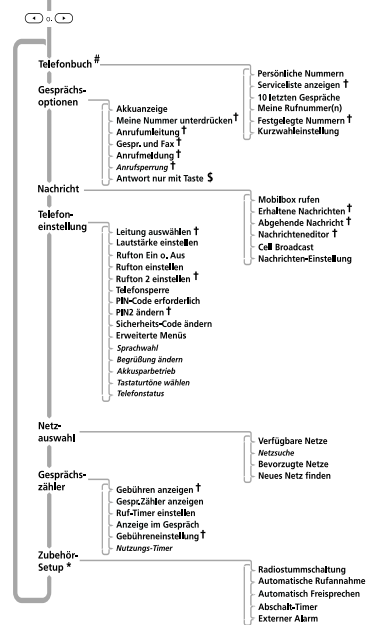 o.
Telefonbuch #
Persönliche Nummern
Serviceliste anzeigen †
10 letzten Gespräche
Meine Rufnummer(n)
Festgelegte Nummern †
Kurzwahleinstellung
Gesprächs-
optionen
Akkuanzeige
Meine Nummer unterdrücken †
Anrufumleitung †
Gespr. und Fax †
Anrufmeldung †
Anrufsperrung †
Antwort nur mit Taste $
Nachricht
Mobilbox rufen
Erhaltene Nachrichten †
Abgehende Nachricht †
Nachrichteneditor †
Cell Broadcast
Nachrichten-Einstellung
Telefon-
einstellung
Leitung auswählen †
Lautstärke einstellen
Rufton Ein o. Aus
Rufton einstellen
Rufton 2 einstellen †
Telefonsperre
PIN-Code erforderlich
PIN2 ändern †
Sicherheits-Code ändern
Erweiterte Menüs
Sprachwahl
Begrüßung ändern
Akkusparbetrieb
Tastaturtöne wählen
Telefonstatus
Netz-
auswahl
Verfügbare Netze
Netzsuche
Bevorzugte Netze
Neues Netz finden
Gesprächs-
zähler
Gebühren anzeigen †
Gespr.Zähler anzeigen
Ruf-Timer einstellen
Anzeige im Gespräch
Gebühreneinstellung †
Nutzungs-Timer
Zubehör-
Setup *
Radiostummschaltung
Automatische Rufannahme
Automatisch Freisprechen
Abschalt-Timer
Externer Alarm